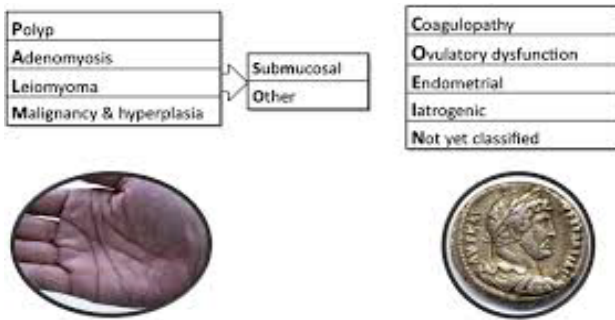 Polyp
Adenomyosis
Leiomyoma
Malignancy & hyperplasia
Submucosal
Other
Coagulopathy
Ovulatory dysfunction
Endometrial
Iatrogenic
Not yet classified